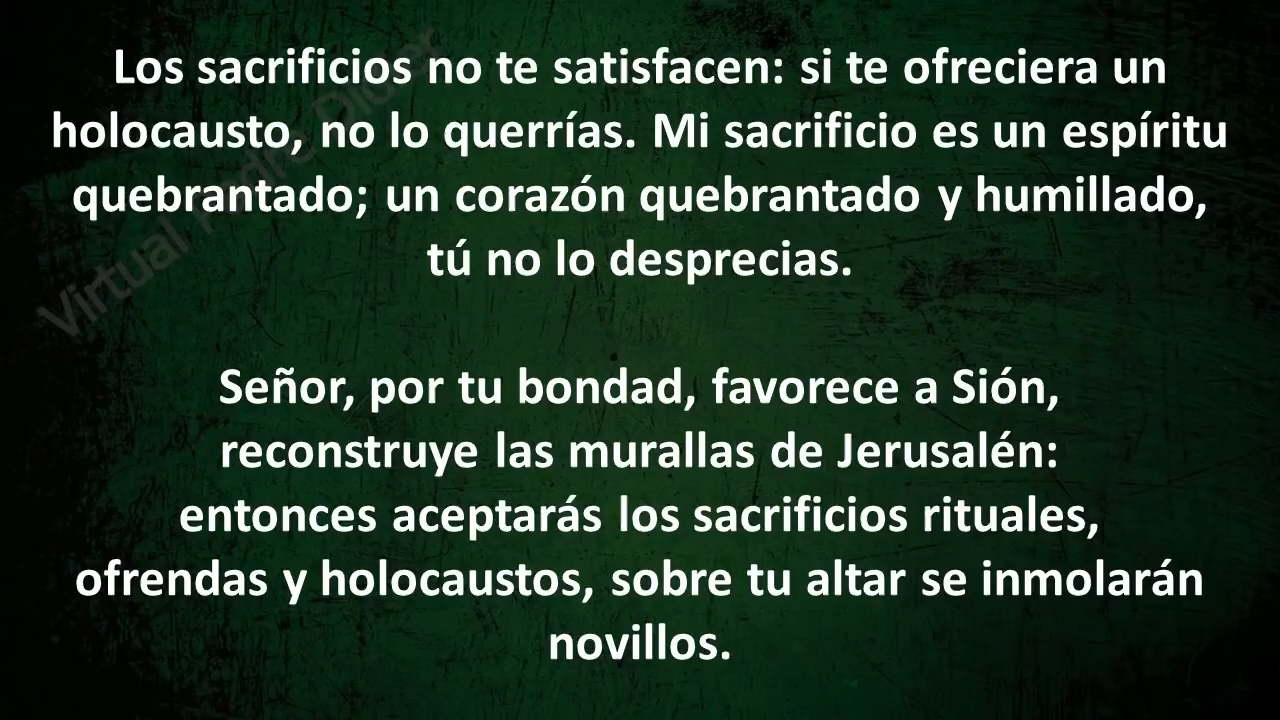 Los sacrificios no te satisfacen: si te ofreciera un
holocausto, no lo querrías. Mi sacrificio es un espíritu
quebrantado; un corazón quebrantado y humillado,
tú no lo desprecias.
Señor, por tu bondad, favorece a Sión,
reconstruye las murallas de Jerusalén:
entonces aceptarás los sacrificios rituales,
ofrendas y holocaustos, sobre tu altar se inmolarán
novillos.
Virtual